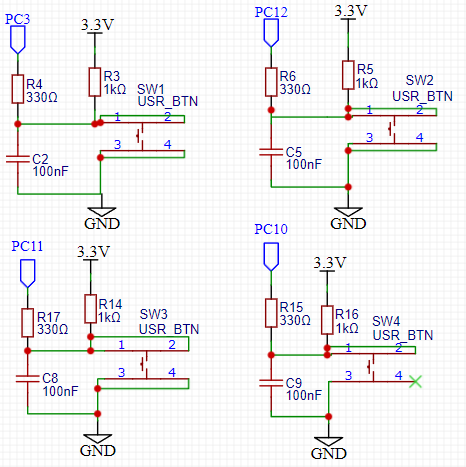 PC3
3.3V
R4
330Ω
R3
1kΩ
SW1
USR_BTN
1 2
3 4
C2
100nF
GND
PC12
3.3V
R6
330Ω
R5
1kΩ
SW2
USR_BTN
1 2
3 4
C5
100nF
GND
PC11
3.3V
R17
330Ω
R14
1kΩ
SW3
USR_BTN
1 2
3 4
C8
100nF
GND
PC10
3.3V
R15
330Ω
R16
1kΩ
SW4
USR_BTN
1 2
3 4
C9
100nF
GND